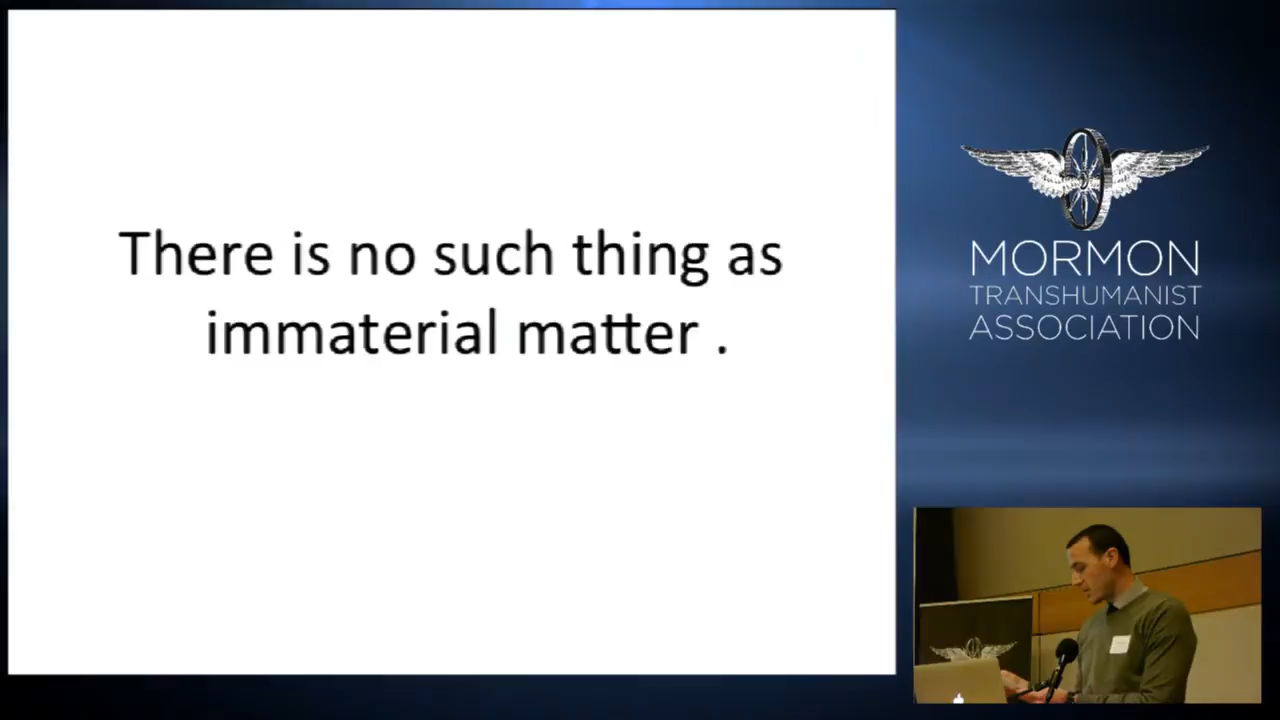 There is no such thing as
immaterial matter .
MORMON
TRANSHUMANIST
ASSOCIATION